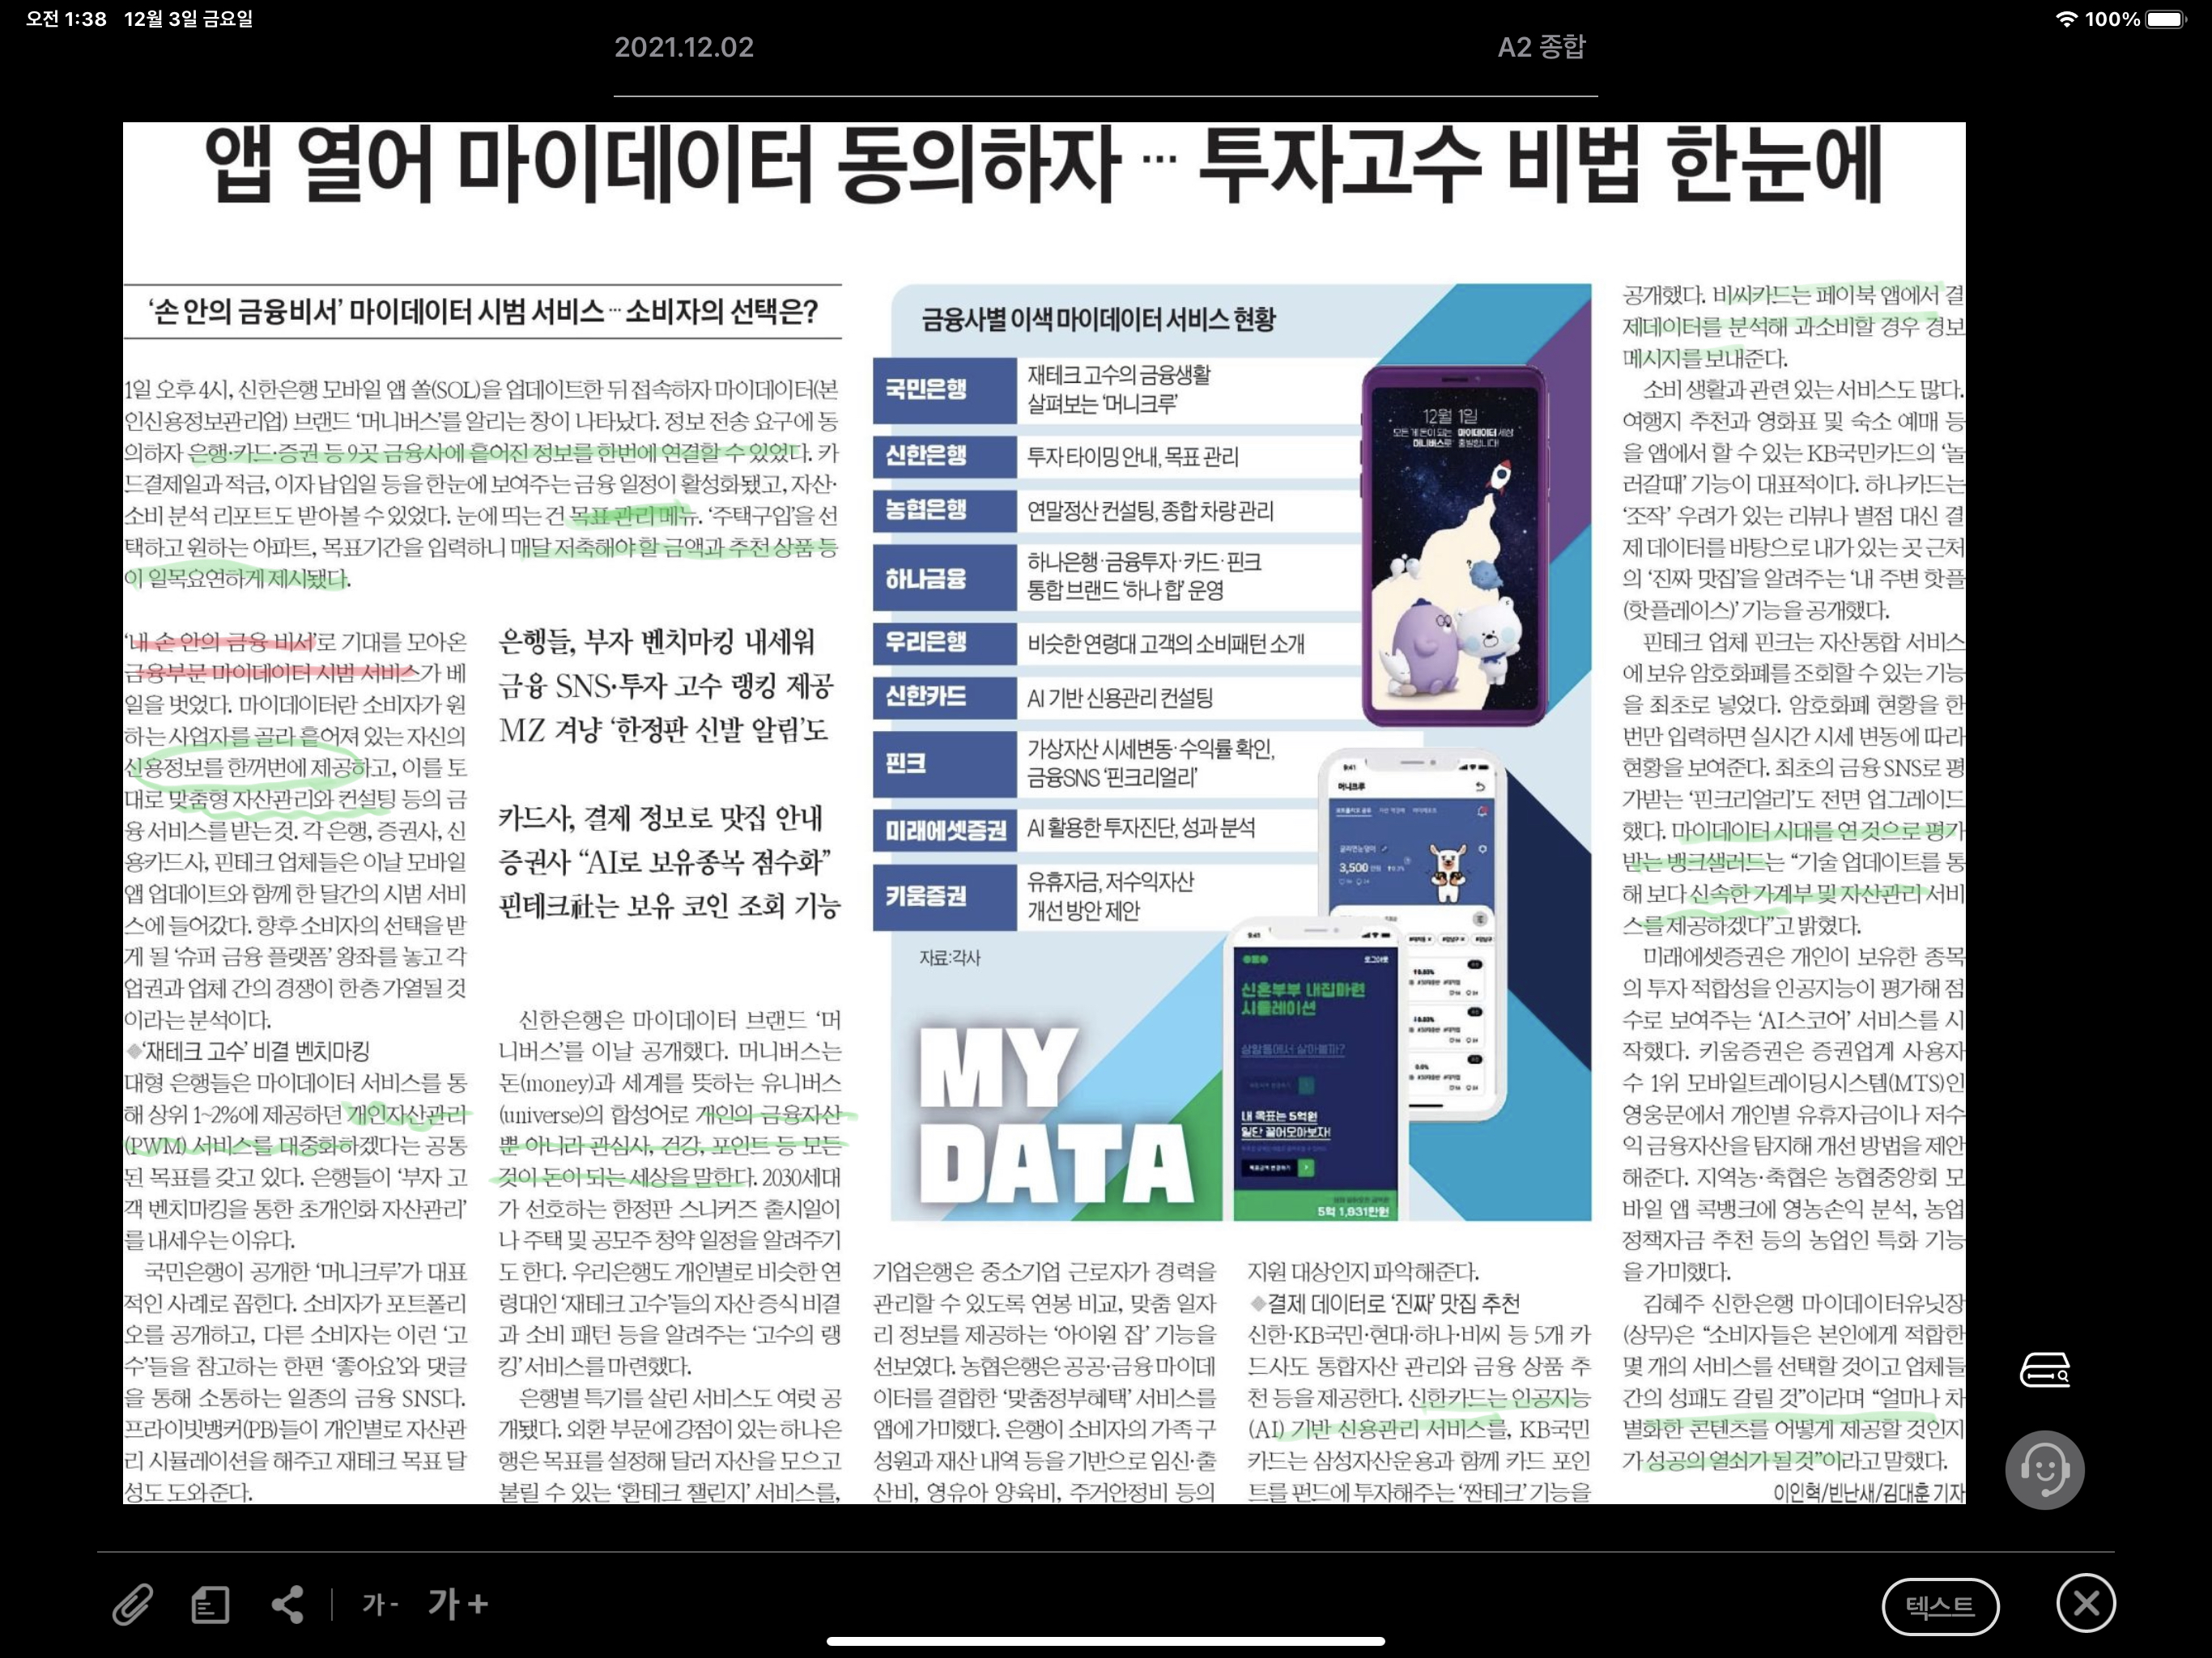 오전 1:38 12월 3일 금요일
100%
2021.12.02
A2 종합
앱 열어 마이데이터 동의하자 … 투자고수 비법 한눈에
‘손 안의 금융비서’ 마이데이터 시범 서비스 … 소비자의 선택은?
1일 오후 4시, 신한은행 모바일 앱 쏠(SOL)을 업데이트한 뒤 접속하자 마이데이터(본
인신용정보관리업) 브랜드 ‘머니버스’를 알리는 창이 나타났다. 정보 전송 요구에 동
의하자 은행·카드·증권 등 9곳 금융사에 흩어진 정보를 한번에 연결할 수 있었다. 카
드결제일과 적금, 이자 납입일 등을 한눈에 보여주는 금융 일정이 활성화됐고, 자산·
소비 분석 리포트도 받아볼 수 있었다. 눈에 띄는 건 목표 관리 메뉴. ‘주택구입’을 선
택하고 원하는 아파트, 목표기간을 입력하니 매달 저축해야 할 금액과 추천 상품 등
이 일목요연하게 제시됐다.
‘내 손 안의 금융 비서’로 기대를 모아온
금융부문 마이데이터 시범 서비스가 베
일을 벗었다. 마이데이터란 소비자가 원
하는 사업자를 골라 흩어져 있는 자신의
신용정보를 한꺼번에 제공하고, 이를 토
대로 맞춤형 자산관리와 컨설팅 등의 금
융 서비스를 받는 것. 각 은행, 증권사, 신
용카드사, 핀테크 업체들은 이날 모바일
앱 업데이트와 함께 한 달간의 시범 서비
스에 들어갔다. 향후 소비자의 선택을 받
게 될 ‘슈퍼 금융 플랫폼’ 왕좌를 놓고 각
업권과 업체 간의 경쟁이 한층 가열될 것
이라는 분석이다.
◆‘재테크 고수’ 비결 벤치마킹
대형 은행들은 마이데이터 서비스를 통
해 상위 1~2%에 제공하던 개인자산관리
(PWM) 서비스를 대중화하겠다는 공통
된 목표를 갖고 있다. 은행들이 ‘부자 고
객 벤치마킹을 통한 초개인화 자산관리’
를 내세우는 이유다.
국민은행이 공개한 ‘머니크루’가 대표
적인 사례로 꼽힌다. 소비자가 포트폴리
오를 공개하고, 다른 소비자는 이런 ‘고
수’들을 참고하는 한편 ‘좋아요’와 댓글
을 통해 소통하는 일종의 금융 SNS다.
프라이빗뱅커(PB)들이 개인별로 자산관
리 시뮬레이션을 해주고 재테크 목표 달
성도 도와준다.
은행들, 부자 벤치마킹 내세워
금융 SNS·투자 고수 랭킹 제공
MZ 겨냥 ‘한정판 신발 알림’도
카드사, 결제 정보로 맛집 안내
증권사 “AI로 보유종목 점수화”
핀테크社는 보유 코인 조회 기능
신한은행은 마이데이터 브랜드 ‘머
니버스’를 이날 공개했다. 머니버스는
돈(money)과 세계를 뜻하는 유니버스
(universe)의 합성어로 개인의 금융자산
뿐 아니라 관심사, 건강, 포인트 등 모든
것이 돈이 되는 세상을 말한다. 2030세대
가 선호하는 한정판 스니커즈 출시일이
나 주택 및 공모주 청약 일정을 알려주기
도 한다. 우리은행도 개인별로 비슷한 연
령대인 ‘재테크 고수’들의 자산 증식 비결
과 소비 패턴 등을 알려주는 ‘고수의 랭
킹’ 서비스를 마련했다.
은행별 특기를 살린 서비스도 여럿 공
개됐다. 외환 부문에 강점이 있는 하나은
행은 목표를 설정해 달러 자산을 모으고
불릴 수 있는 ‘환테크 챌린지’ 서비스를,
금융사별 이색 마이데이터 서비스 현황
국민은행 재테크 고수의 금융생활
살펴보는 ‘머니크루’
신한은행 투자 타이밍 안내, 목표 관리
농협은행 연말정산 컨설팅, 종합 차량 관리
하나금융 하나은행·금융투자·카드·핀크
통합 브랜드 ‘하나 합’ 운영
우리은행 비슷한 연령대 고객의 소비패턴 소개
신한카드 AI 기반 신용관리 컨설팅
핀크 가상자산 시세변동·수익률 확인,
금융SNS ‘핀크리얼리’
미래에셋증권 AI 활용한 투자진단, 성과 분석
키움증권 유휴자금, 저수익자산
개선 방안 제안
자료:각사
12월 1일
모든 게 돈이 되는 마이데이터 세상
머니버스로 출발합니다!
9:41
머니크루
3,500
9:41
로그아웃
신혼부부 내집마련
시뮬레이션
상암동에서 살아볼까?
내 목표는 5억원
일단 끌어모아보자!
5억 1,931만원
MY
DATA
기업은행은 중소기업 근로자가 경력을
관리할 수 있도록 연봉 비교, 맞춤 일자
리 정보를 제공하는 ‘아이원 잡’ 기능을
선보였다. 농협은행은 공공·금융 마이데
이터를 결합한 ‘맞춤정부혜택’ 서비스를
앱에 가미했다. 은행이 소비자의 가족 구
성원과 재산 내역 등을 기반으로 임신·출
산비, 영유아 양육비, 주거안정비 등의
지원 대상인지 파악해준다.
◆결제 데이터로 ‘진짜’ 맛집 추천
신한·KB국민·현대·하나·비씨 등 5개 카
드사도 통합자산 관리와 금융 상품 추
천 등을 제공한다. 신한카드는 인공지능
(AI) 기반 신용관리 서비스를, KB국민
카드는 삼성자산운용과 함께 카드 포인
트를 펀드에 투자해주는 ‘짠테크’ 기능을
공개했다. 비씨카드는 페이북 앱에서 결
제데이터를 분석해 과소비할 경우 경보
메시지를 보내준다.
소비 생활과 관련 있는 서비스도 많다.
여행지 추천과 영화표 및 숙소 예매 등
을 앱에서 할 수 있는 KB국민카드의 ‘놀
러갈때’ 기능이 대표적이다. 하나카드는
‘조작’ 우려가 있는 리뷰나 별점 대신 결
제 데이터를 바탕으로 내가 있는 곳 근처
의 ‘진짜 맛집’을 알려주는 ‘내 주변 핫플
(핫플레이스)’ 기능을 공개했다.
핀테크 업체 핀크는 자산통합 서비스
에 보유 암호화폐를 조회할 수 있는 기능
을 최초로 넣었다. 암호화폐 현황을 한
번만 입력하면 실시간 시세 변동에 따라
현황을 보여준다. 최초의 금융 SNS로 평
가받는 ‘핀크리얼리’도 전면 업그레이드
했다. 마이데이터 시대를 연 것으로 평가
받는 뱅크샐러드는 “기술 업데이트를 통
해 보다 신속한 가계부 및 자산관리 서비
스를 제공하겠다”고 밝혔다.
미래에셋증권은 개인이 보유한 종목
의 투자 적합성을 인공지능이 평가해 점
수로 보여주는 ‘AI스코어’ 서비스를 시
작했다. 키움증권은 증권업계 사용자
수 1위 모바일트레이딩시스템(MTS)인
영웅문에서 개인별 유휴자금이나 저수
익 금융자산을 탐지해 개선 방법을 제안
해준다. 지역농·축협은 농협중앙회 모
바일 앱 콕뱅크에 영농손익 분석, 농업
정책자금 추천 등의 농업인 특화 기능
을 가미했다.
김혜주 신한은행 마이데이터유닛장
(상무)은 “소비자들은 본인에게 적합한
몇 개의 서비스를 선택할 것이고 업체들
간의 성패도 갈릴 것”이라며 “얼마나 차
별화한 콘텐츠를 어떻게 제공할 것인지
가 성공의 열쇠가 될 것”이라고 말했다.
이인혁/빈난새/김대훈 기자
가- 가+
텍스트